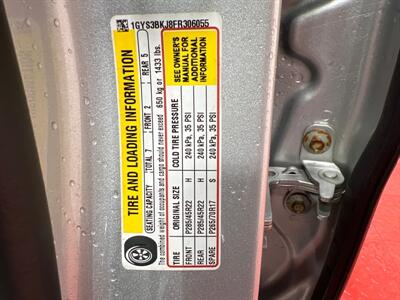 1GYS3BKJ8FR306055
TIRE AND LOADING INFORMATION
SEATING CAPACITY TOTAL 7 FRONT 2 REAR 5
The combined weight of occupants and cargo should never exceed 650 kg or 1433 lbs.
TIRE ORIGINAL SIZE COLD TIRE PRESSURE
FRONT P285/45R22 H 240 kPa, 35 PSI
REAR P285/45R22 H 240 kPa, 35 PSI
SPARE P265/70R17 S 240 kPa, 35 PSI
SEE OWNER'S
MANUAL FOR
ADDITIONAL
INFORMATION